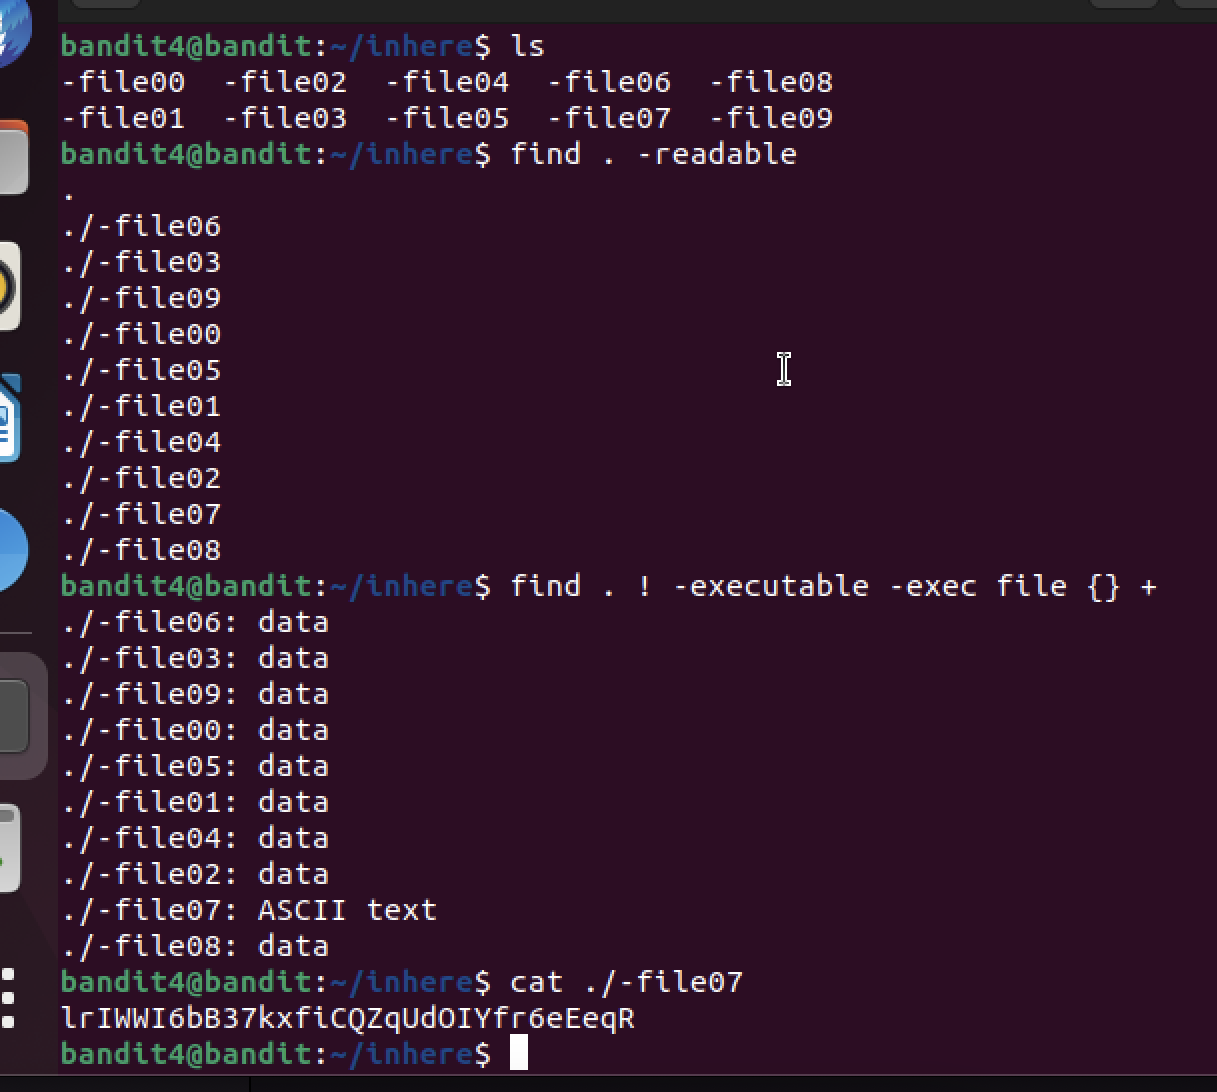 bandit4@bandit:~/inhere$ ls
-file00  -file02  -file04  -file06  -file08
-file01  -file03  -file05  -file07  -file09
bandit4@bandit:~/inhere$ find . -readable
.
./-file06
./-file03
./-file09
./-file00
./-file05
./-file01
./-file04
./-file02
./-file07
./-file08
bandit4@bandit:~/inhere$ find . ! -executable -exec file {} +
./-file06: data
./-file03: data
./-file09: data
./-file00: data
./-file05: data
./-file01: data
./-file04: data
./-file02: data
./-file07: ASCII text
./-file08: data
bandit4@bandit:~/inhere$ cat ./-file07
lrIWWI6bB37kxfiCQZqUdOIYfr6eEeqR
bandit4@bandit:~/inhere$